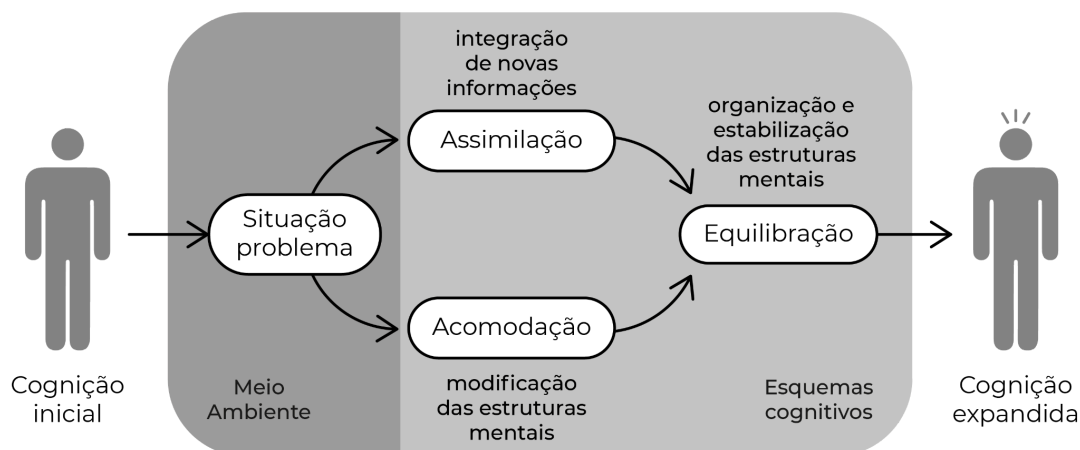 Cognição
inicial
Situação
problema
Meio
Ambiente
integração
de novas
informações
Assimilação
Acomodação
modificação
das estruturas
mentais
organização e
estabilização
das estruturas
mentais
Equilibração
Esquemas
cognitivos
Cognição
expandida